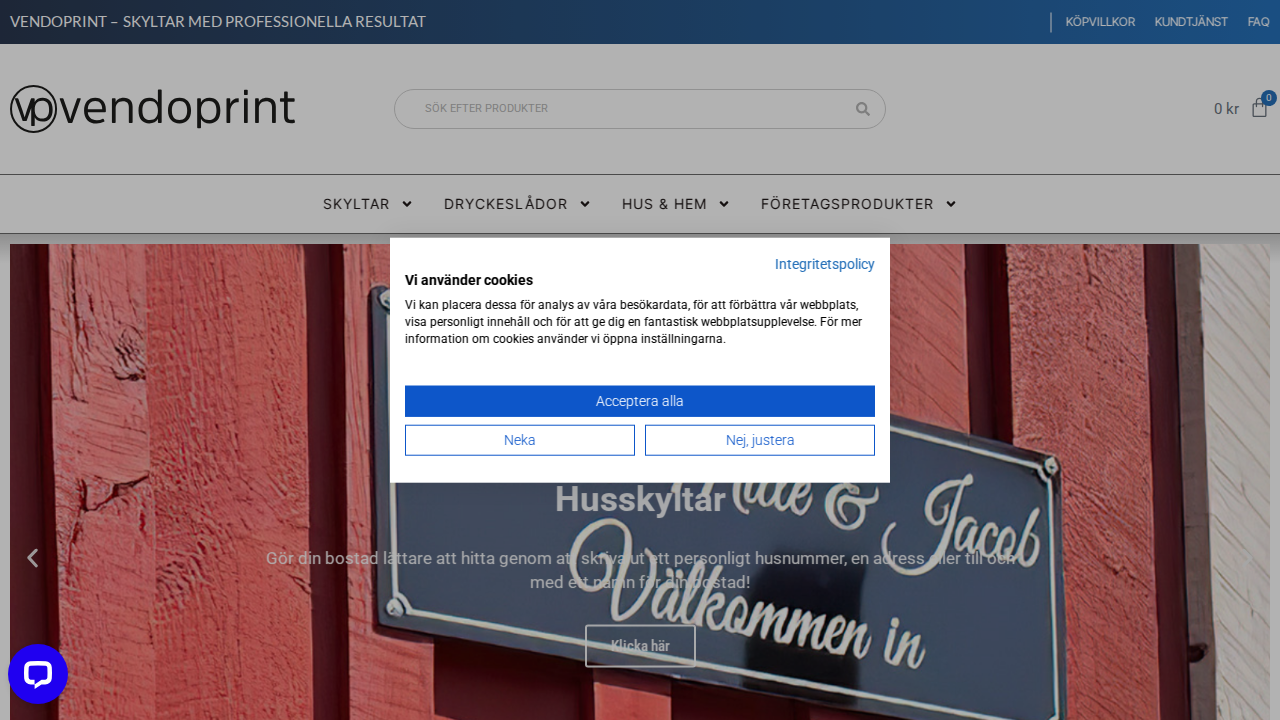 VENDOPRINT – SKYLTAR MED PROFESSIONELLA RESULTAT
KÖPVILLKOR
KUNDTJÄNST
FAQ
vp vendoprint
SÖK EFTER PRODUKTER
0 kr
0
SKYLTAR
DRYCKESLÅDOR
HUS & HEM
FÖRETAGSPRODUKTER
Integritetspolicy
Vi använder cookies
Vi kan placera dessa för analys av våra besökardata, för att förbättra vår webbplats,
visa personligt innehåll och för att ge dig en fantastisk webbplatsupplevelse. För mer
information om cookies använder vi öppna inställningarna.
Acceptera alla
Neka
Nej, justera
& Jacob
Välkommen in
Husskyltar
Gör din bostad lättare att hitta genom att skriva ut ett personligt husnummer, en adress eller till och
med ett namn för din bostad!
Klicka här